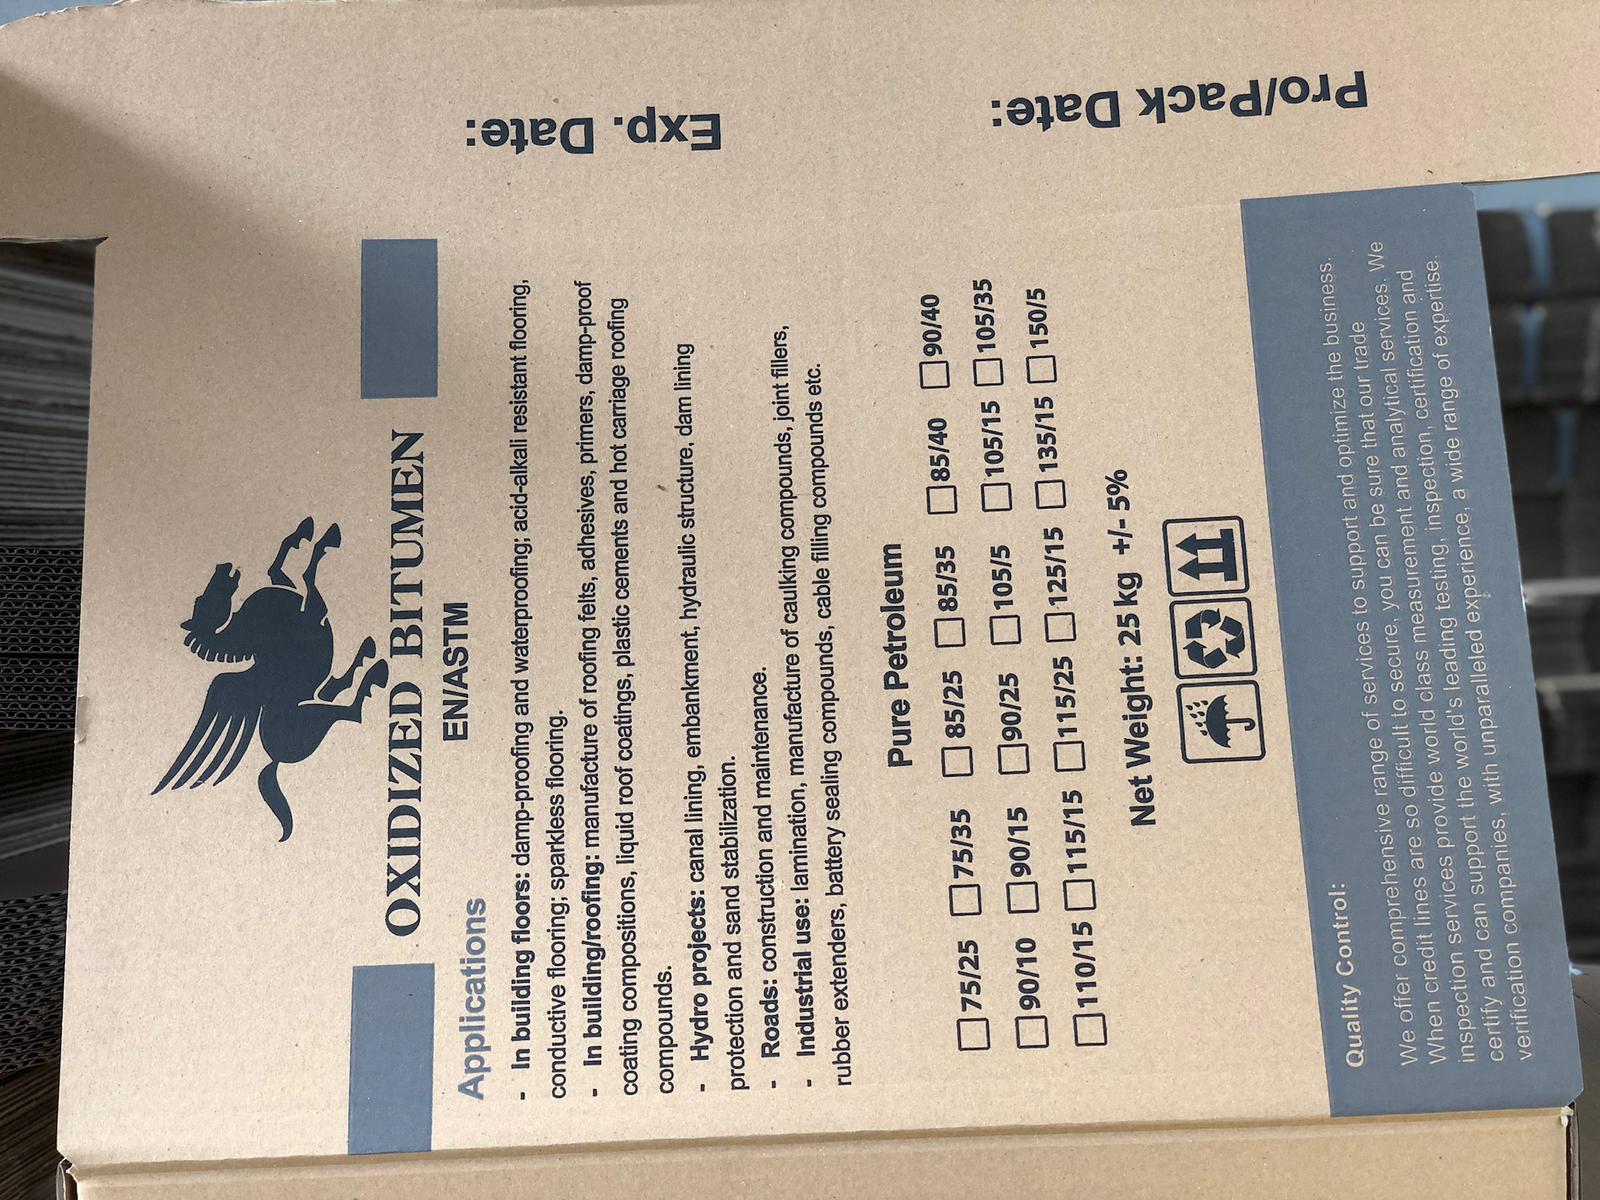 OXIDIZED BITUMEN
EN/ASTM
Applications
- In building floors: damp-proofing and waterproofing; acid-alkali resistant flooring,
conductive flooring; sparkless flooring.
- In building/roofing: manufacture of roofing felts, adhesives, primers, damp-proof
coating compositions, liquid roof coatings, plastic cements and hot carriage roofing
compounds.
- Hydro projects: canal lining, embankment, hydraulic structure, dam lining
protection and sand stabilization.
- Roads: construction and maintenance.
- Industrial use: lamination, manufacture of caulking compounds, joint fillers,
rubber extenders, battery sealing compounds, cable filling compounds etc.
Pure Petroleum
75/25 75/35 85/25 85/35 85/40 90/40
90/10 90/15 90/25 105/5 105/15 105/35
110/15 115/15 115/25 125/15 135/15 150/5
Net Weight: 25 kg +/- 5%
Quality Control:
We offer comprehensive range of services to support and optimize the business.
When credit lines are so difficult to secure, you can be sure that our trade
inspection services provide world class measurement and analytical services. We
certify and can support the world's leading testing, inspection, certification and
verification companies, with unparalleled experience, a wide range of expertise.
Pro/Pack Date:
Exp. Date: